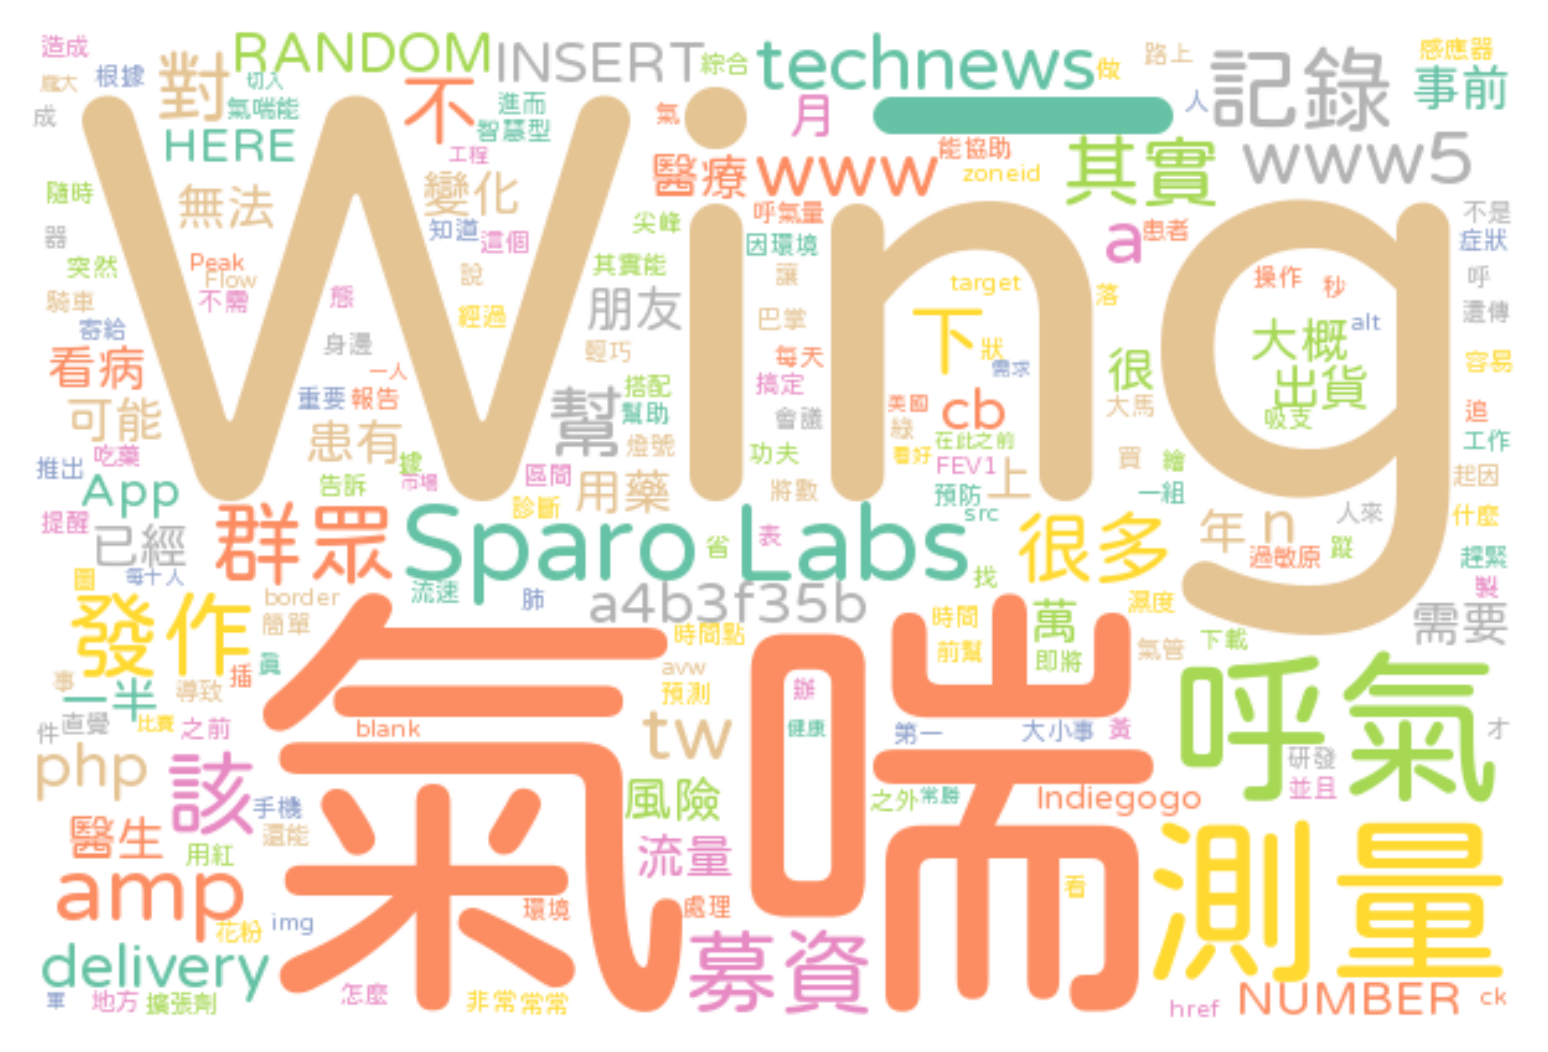 造成
感應器
RANDOM
INSERT
technews
做
路上
綜合
記錄
對
龐大
根據
切入
不
事前
氣喘能
進而
智慧型
氣
月
人
成
HERE
工程
醫療
www
能協助
zoneid
其實
www5
Wing
隨時
無法
變化
知道
這個
尖峰
呼氣量
因環境
a
患者
不是
症狀
器
突然
Peak
Flow
說
其實能
讓
target
落
操作
秒
呼
騎車
不需
態
經過
朋友
巴掌
下
狀
大概
alt
遺傳
寄給
身邊
輕巧
每天
需求
很
出貨
容易
看病
一人
搭配
搞定
美國
cb
大馬
吸支
追
可能
重要
報告
幫
幫助
會議
綠
在此之前
工作
患有
燈號
功夫
看好
FEV1
買
繪
推出
吃藥
據
市場
區間
將數
預防
上
一組
起因
App
告訴
診斷
用藥
src
人來
什麼
提醒
已經
群眾
Sparo Labs
省
表
很多
年
n
過敏原
蹤
趕緊
圖
每十人
流速
肺
找
製
發作
border
簡單
a4b3f35b
時間
濕度
需要
時間點
萬
下載
前幫
即將
氣管
真
事
一半
導致
插
avw
預測
氣喘
辦
呼氣
件
直覺
比賽
之前
blank
tw
健康
第一
大小事
黃
才
php
該
手機
風險
之外
常勝
Indiegogo
研發
並且
醫生
還能
用紅
流量
測量
amp
看
花粉
img
環境
處理
delivery
募資
軍
地方
擴張劑
怎麼
非常常常
href
NUMBER
ck